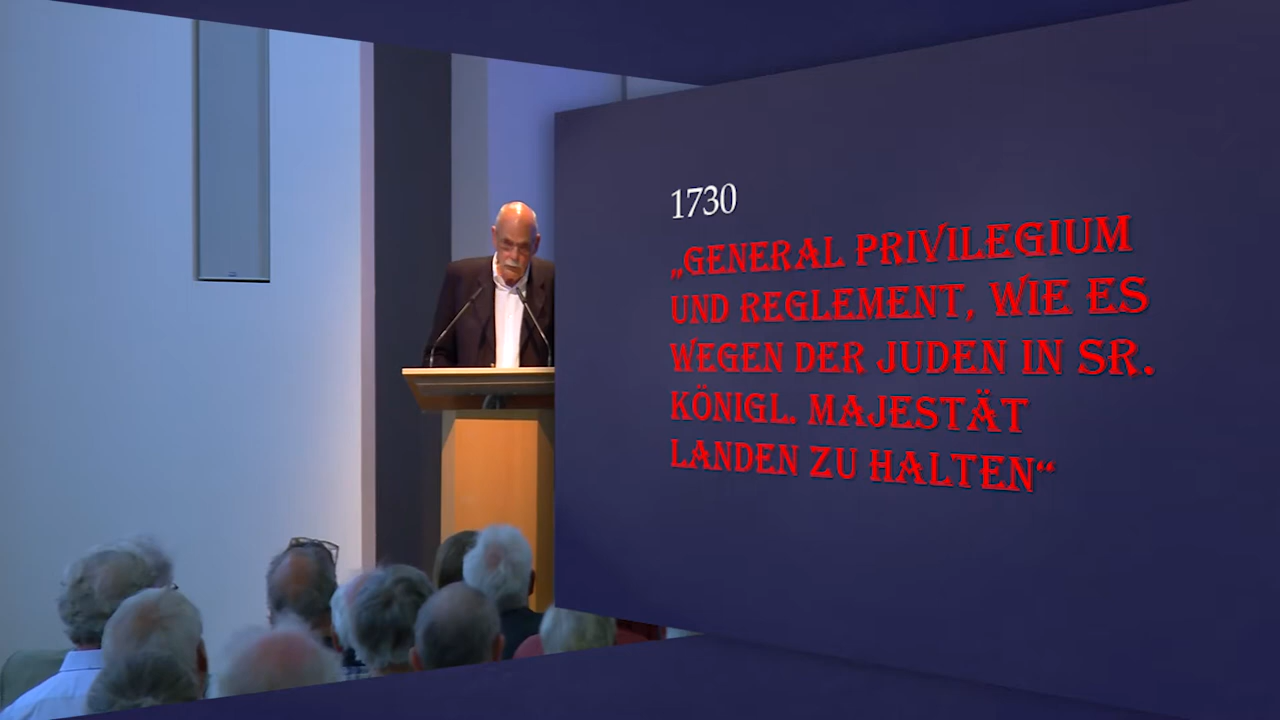 1730
„GENERAL PRIVILEGIUM
UND REGLEMENT, WIE ES
WEGEN DER JUDEN IN SR.
KÖNIGL. MAJESTÄT
LANDEN ZU HALTEN“